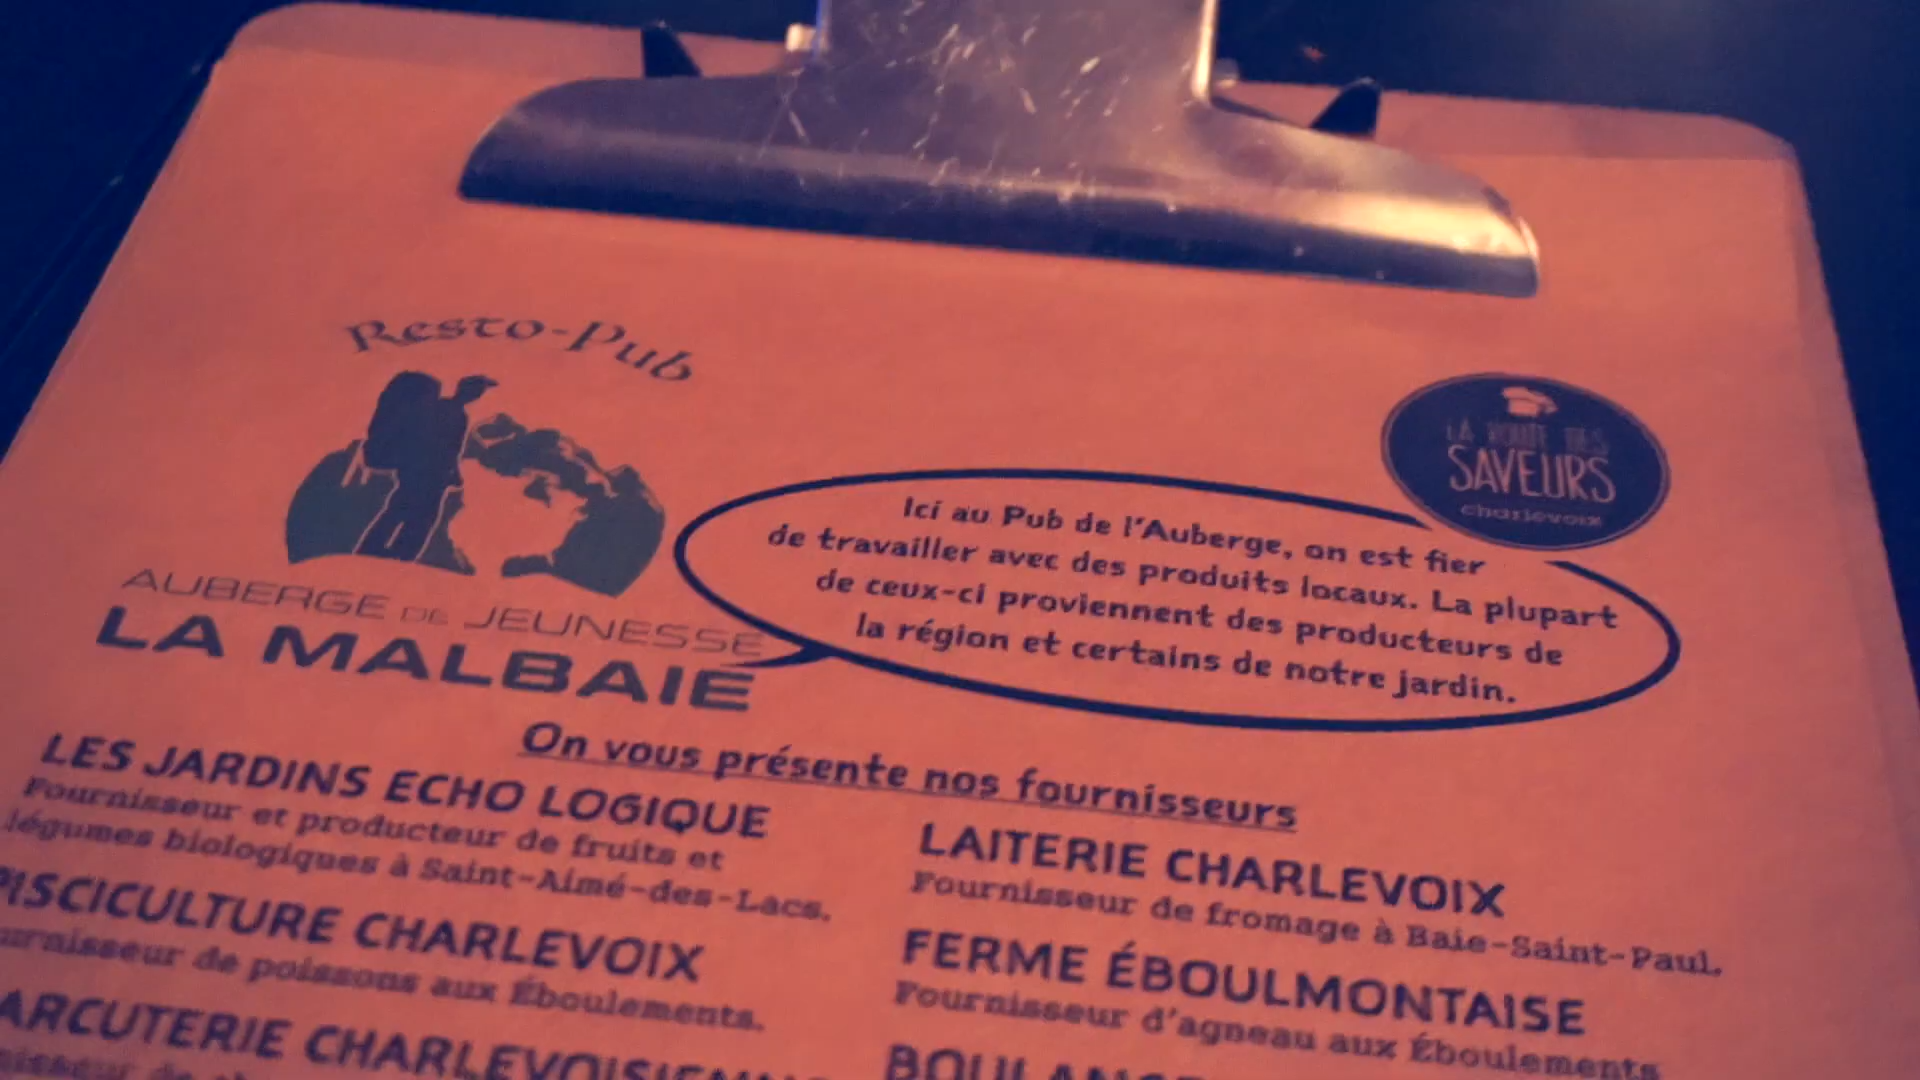 Resto-Pub
AUBERGE DE JEUNESSE
LA MALBAIE
LA ROUTE DES
SAVEURS
charlevoix
Ici au Pub de l'Auberge, on est fier
de travailler avec des produits locaux. La plupart
de ceux-ci proviennent des producteurs de
la région et certains de notre jardin.
On vous présente nos fournisseurs
LES JARDINS ECHO LOGIQUE
Fournisseur et producteur de fruits et
légumes biologiques à Saint-Aimé-des-Lacs.
PISCICULTURE CHARLEVOIX
urnisseur de poissons aux Éboulements.
ARCUTERIE CHARLEVOISIENN
LAITERIE CHARLEVOIX
Fournisseur de fromage à Baie-Saint-Paul.
FERME ÉBOULMONTAISE
Fournisseur d'agneau aux Éboulements
BOULANGE